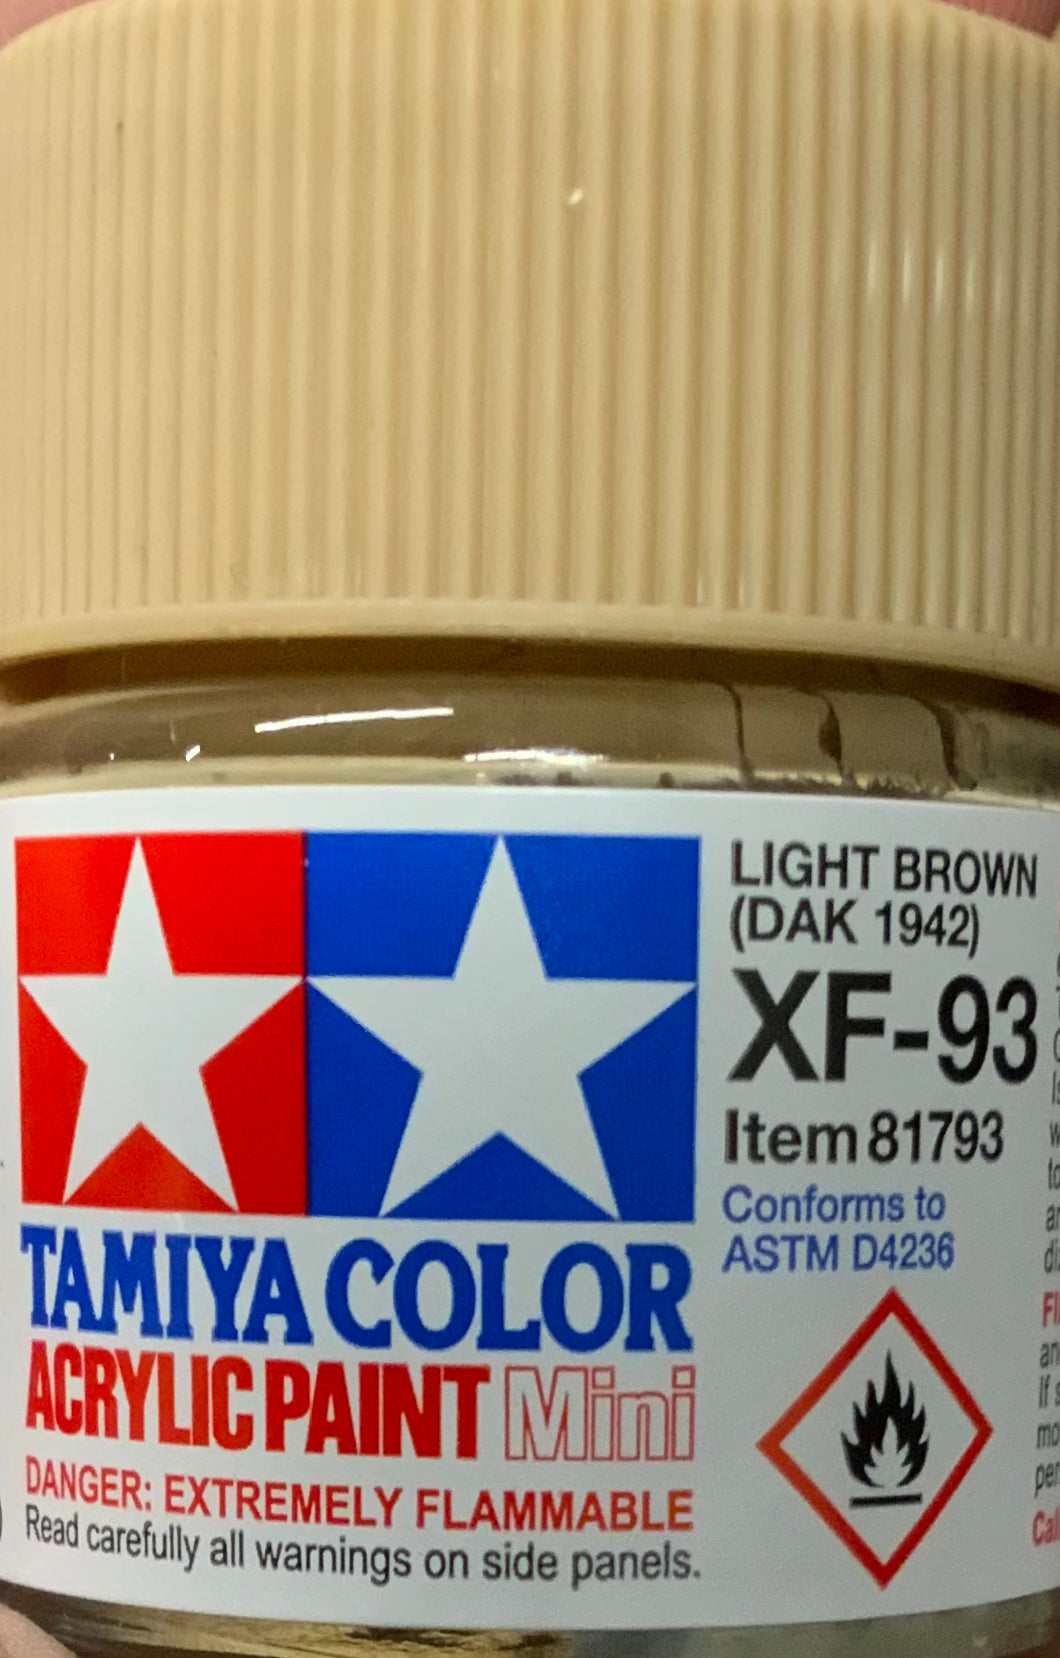 LIGHT BROWN
(DAK 1942)
XF-93
Item 81793
Conforms to
ASTM D4236
TAMIYA COLOR
ACRYLIC PAINT Mini
DANGER: EXTREMELY FLAMMABLE
Read carefully all warnings on side panels.